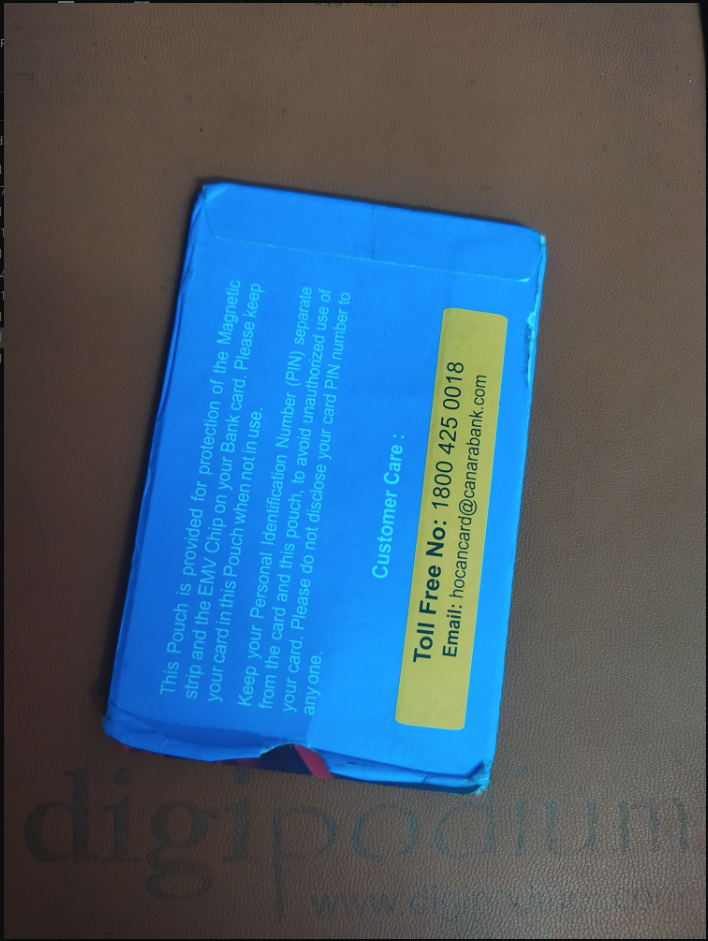 This Pouch is provided for protection of the Magnetic
strip and the EMV Chip on your Bank card. Please keep
your card in this Pouch when not in use.
Keep your Personal Identification Number (PIN) separate
from the card and this pouch, to avoid unauthorized use of
your card. Please do not disclose your card PIN number to
any one.
Customer Care :
Toll Free No: 1800 425 0018
Email: hocancard@canarabank.com
digipodium
www.digipodium.com